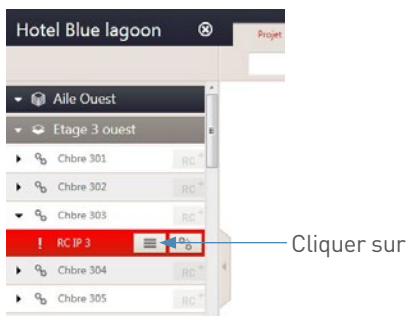 Hotel Blue lagoon
Projet
Aile Ouest
Etage 3 ouest
Chbre 301 RC+
Chbre 302 RC+
Chbre 303 RC+
! RC IP 3
Cliquer sur
Chbre 304 RC+
Chbre 305 RC+